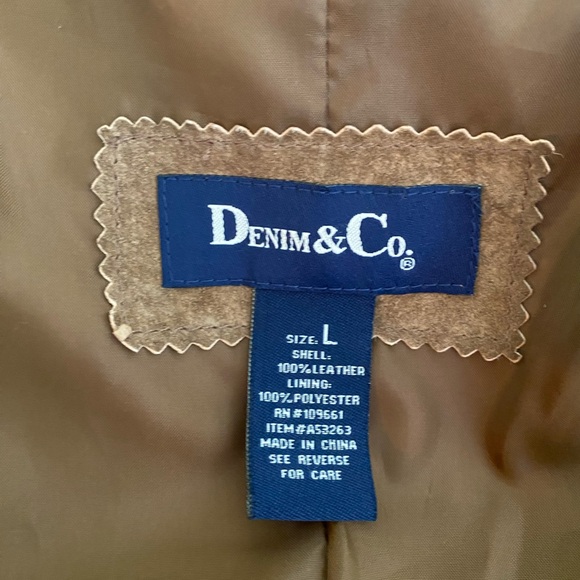 DENIM & CO.®
SIZE: L
SHELL:
100% LEATHER
LINING:
100% POLYESTER
RN #109661
ITEM#A53263
MADE IN CHINA
SEE REVERSE
FOR CARE